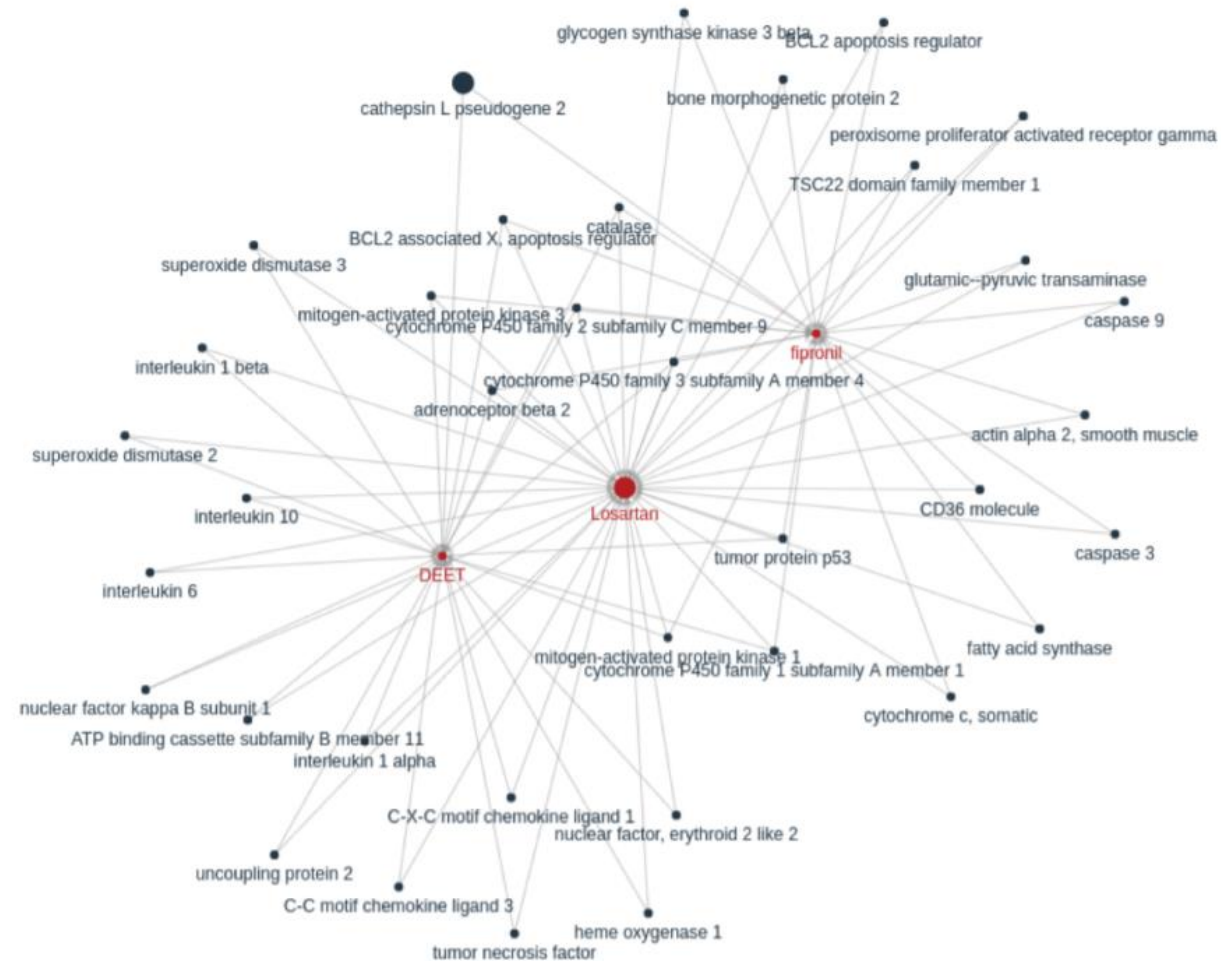 glycogen synthase kinase 3 beta
BCL2 apoptosis regulator
cathepsin L pseudogene 2
bone morphogenetic protein 2
peroxisome proliferator activated receptor gamma
TSC22 domain family member 1
catalase
BCL2 associated X, apoptosis regulator
superoxide dismutase 3
glutamic--pyruvic transaminase
mitogen-activated protein kinase 3
caspase 9
cytochrome P450 family 2 subfamily C member 9
fipronil
interleukin 1 beta
cytochrome P450 family 3 subfamily A member 4
adrenoceptor beta 2
actin alpha 2, smooth muscle
superoxide dismutase 2
CD36 molecule
Losartan
interleukin 10
caspase 3
tumor protein p53
DEET
interleukin 6
fatty acid synthase
mitogen-activated protein kinase 1
cytochrome P450 family 1 subfamily A member 1
nuclear factor kappa B subunit 1
cytochrome c, somatic
ATP binding cassette subfamily B member 11
interleukin 1 alpha
C-X-C motif chemokine ligand 1
nuclear factor, erythroid 2 like 2
uncoupling protein 2
C-C motif chemokine ligand 3
heme oxygenase 1
tumor necrosis factor